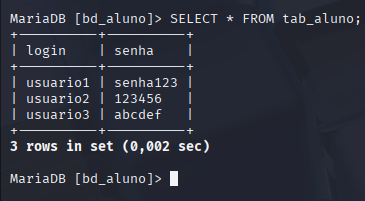 MariaDB [bd_aluno]> SELECT * FROM tab_aluno;
+----------+----------+
| login    | senha    |
+----------+----------+
| usuario1 | senha123 |
| usuario2 | 123456   |
| usuario3 | abcdef   |
+----------+----------+
3 rows in set (0,002 sec)
MariaDB [bd_aluno]>